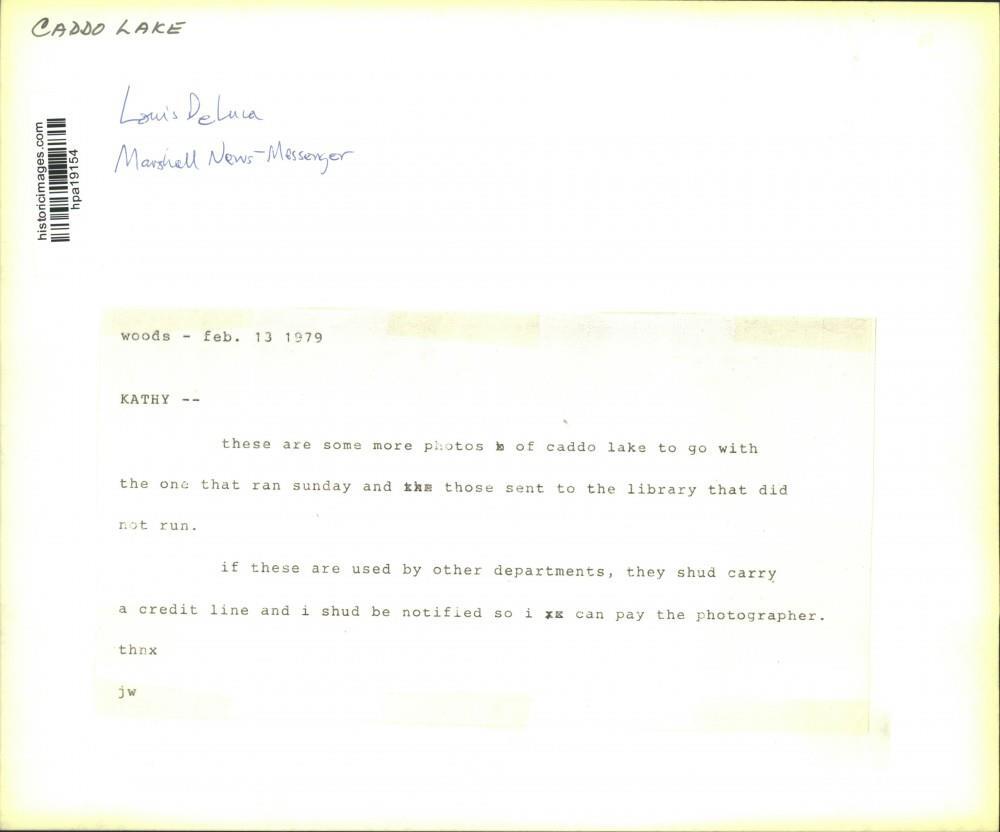 CADDO LAKE
Louis DeLuca
Marshall News-Messenger
historicimages.com
hpa19154
woods - feb. 13 1979
KATHY --
these are some more photos of caddo lake to go with
the one that ran sunday and those sent to the library that did
not run.
if these are used by other departments, they shud carry
a credit line and i shud be notified so i can pay the photographer.
thnx
jw